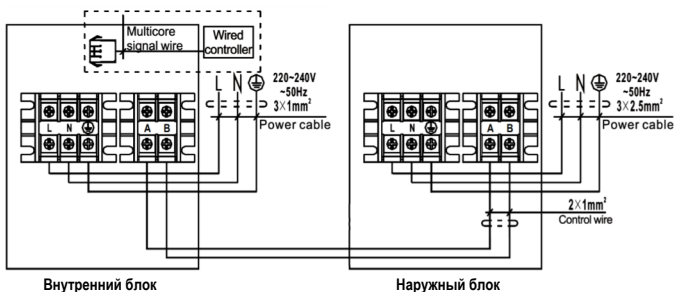 Multicore
signal wire
Wired
controller
L N
220~240V
~50Hz
3×1mm²
Power cable
L N
A B
L N
220~240V
~50Hz
3×2.5mm²
Power cable
L N
A B
2×1mm²
Control wire
Внутренний блок
Наружный блок